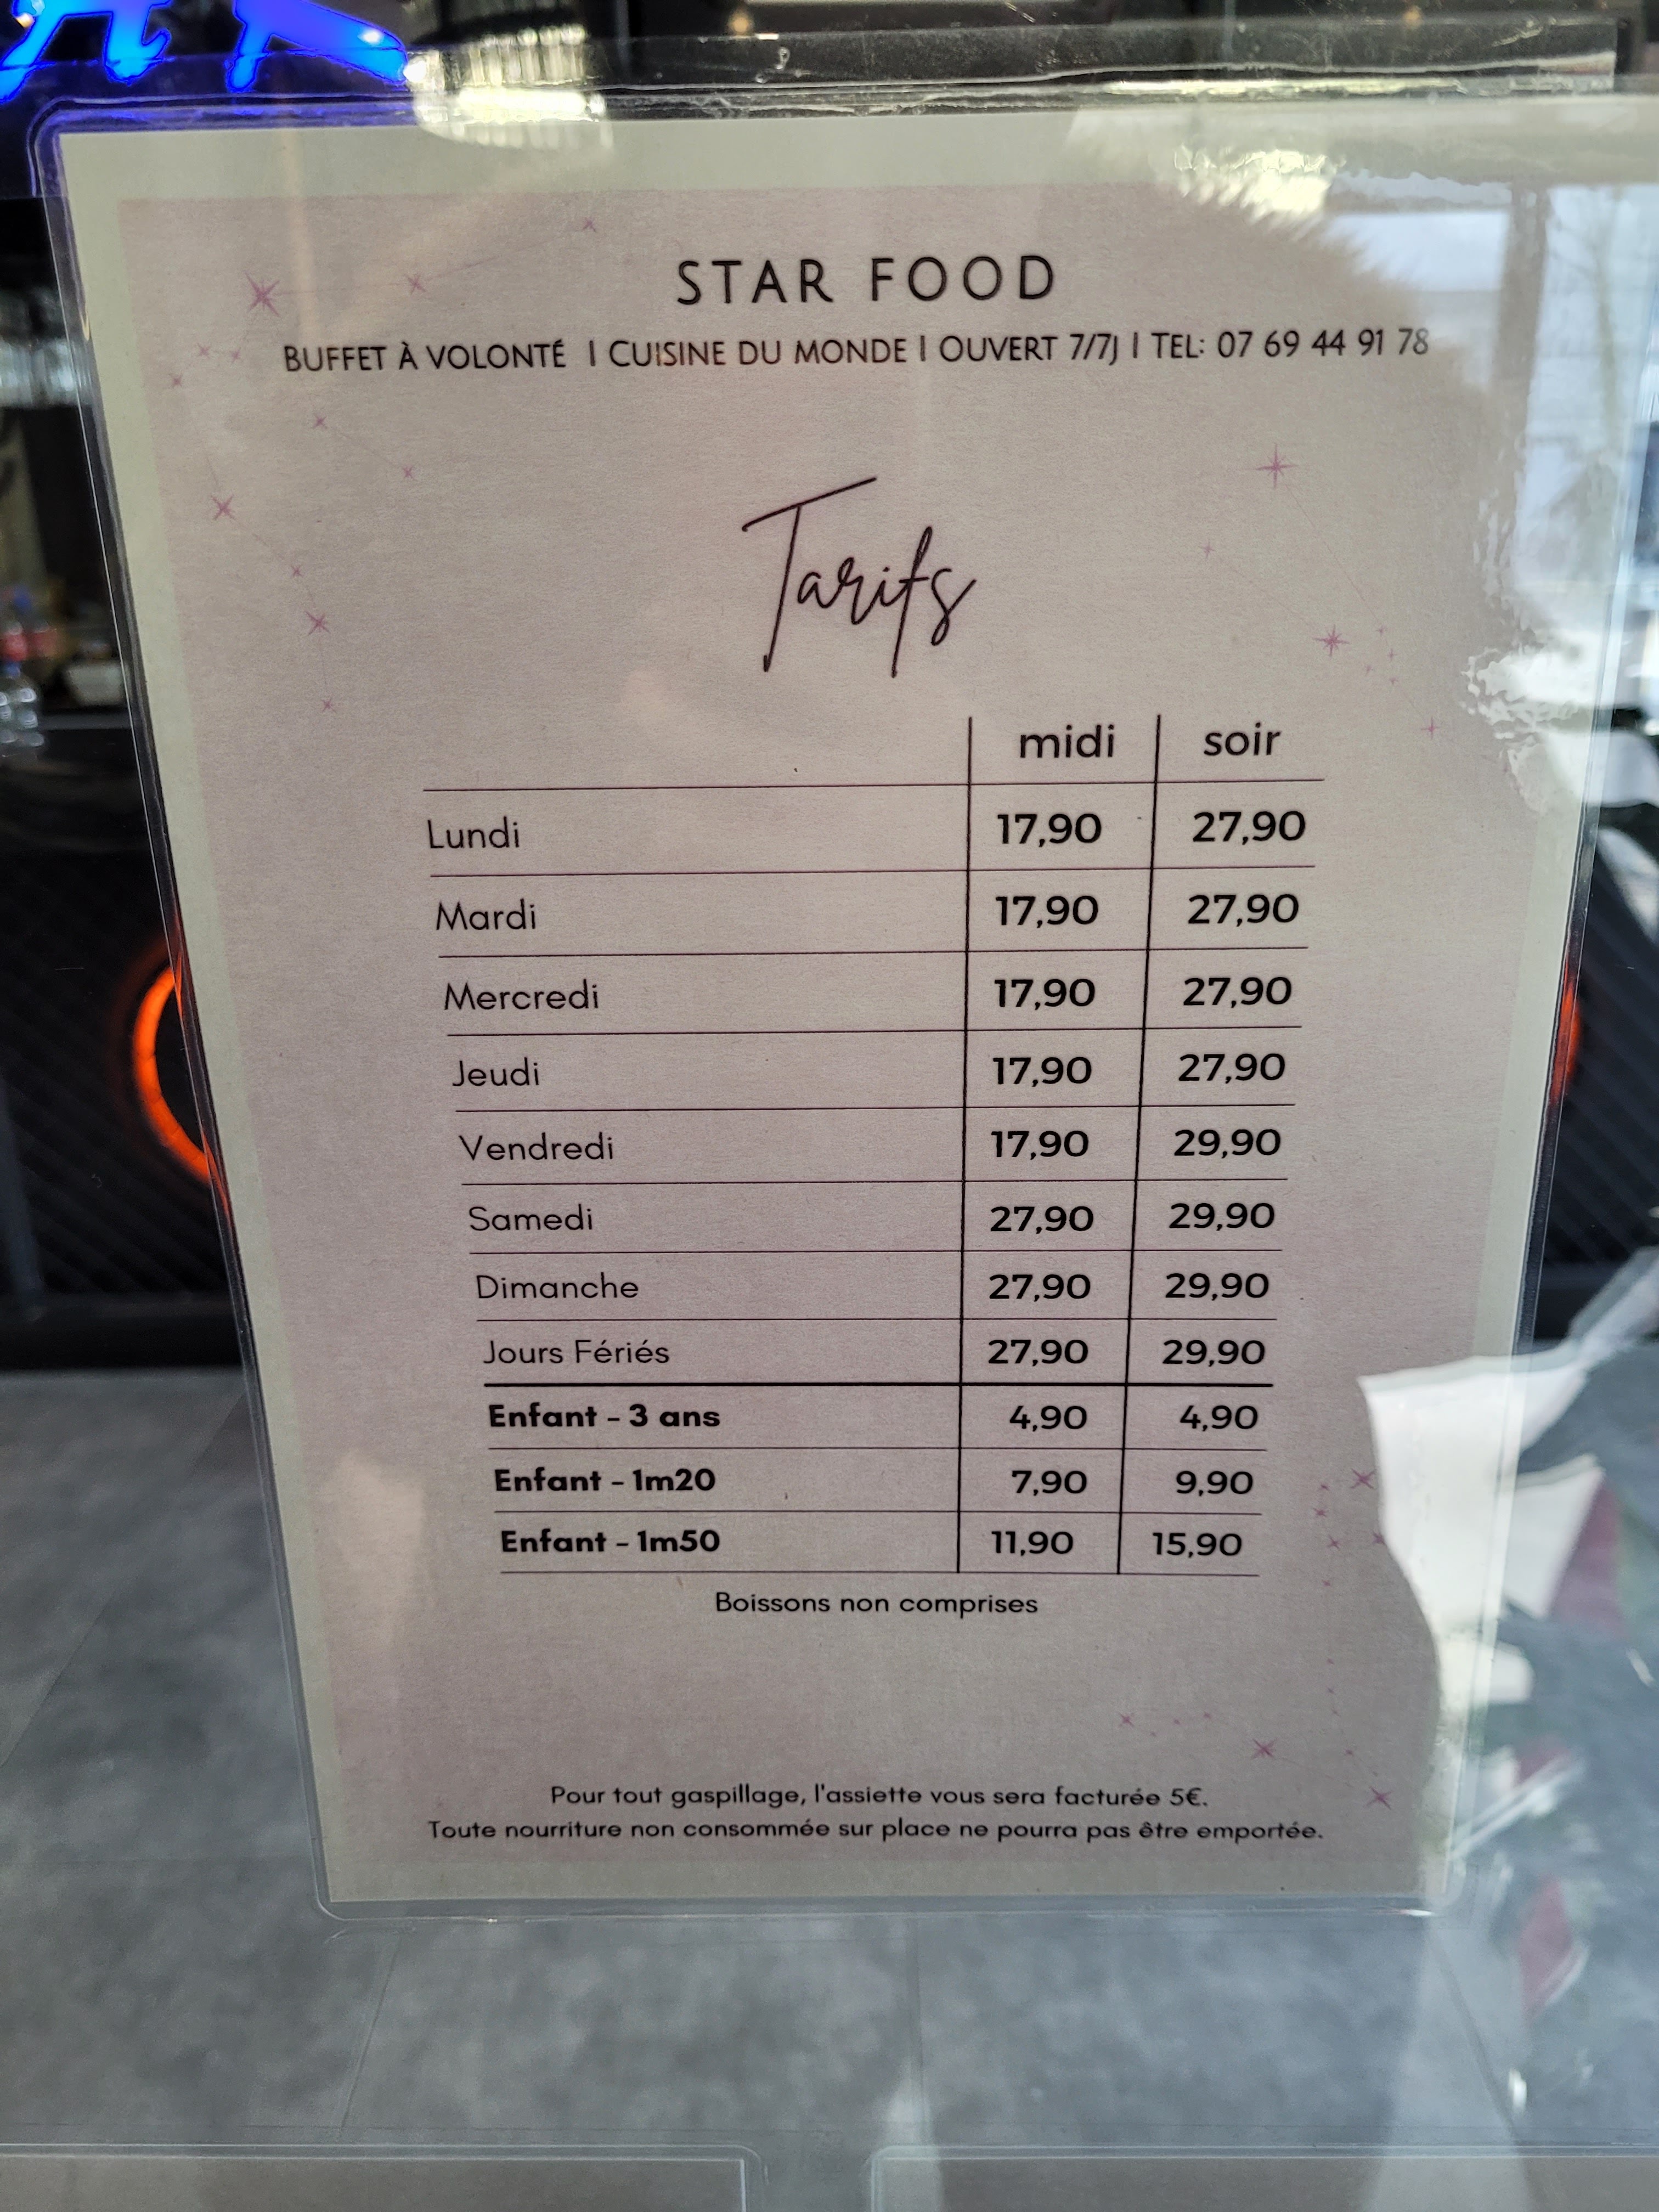 STAR FOOD
BUFFET À VOLONTÉ | CUISINE DU MONDE | OUVERT 7/7J | TEL: 07 69 44 91 78
Tarifs
midi soir
Lundi 17,90 27,90
Mardi 17,90 27,90
Mercredi 17,90 27,90
Jeudi 17,90 27,90
Vendredi 17,90 29,90
Samedi 27,90 29,90
Dimanche 27,90 29,90
Jours Fériés 27,90 29,90
Enfant - 3 ans 4,90 4,90
Enfant - 1m20 7,90 9,90
Enfant - 1m50 11,90 15,90
Boissons non comprises
Pour tout gaspillage, l'assiette vous sera facturée 5€.
Toute nourriture non consommée sur place ne pourra pas être emportée.